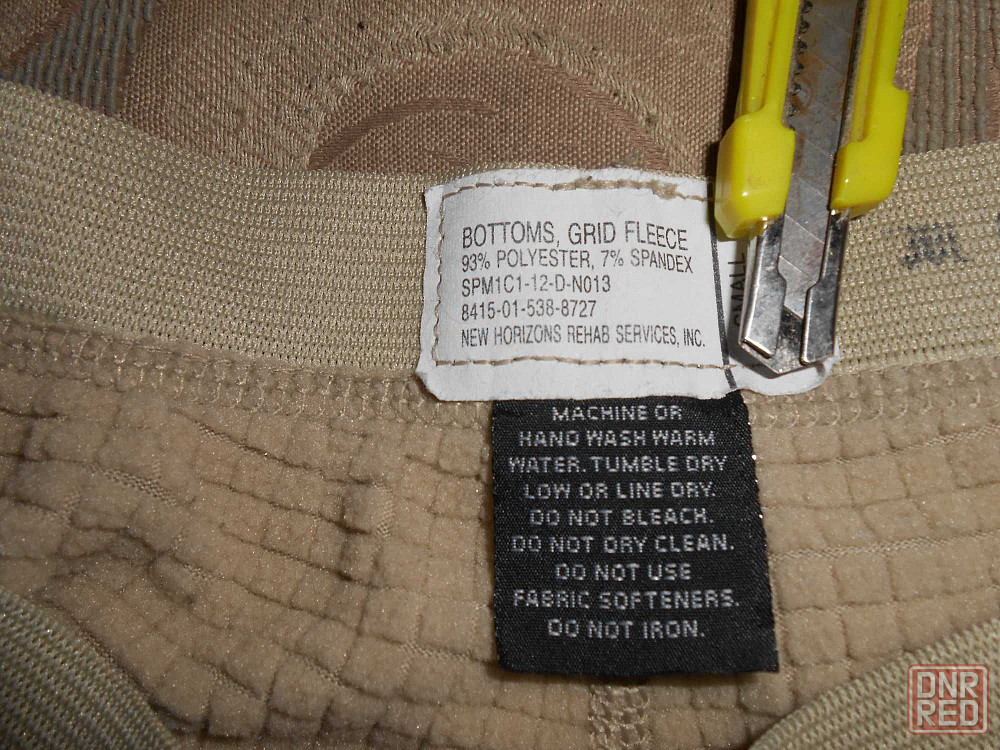 BOTTOMS, GRID FLEECE
93% POLYESTER, 7% SPANDEX
SPM1C1-12-D-N013
8415-01-538-8727
NEW HORIZONS REHAB SERVICES, INC.
SMALL
MACHINE OR
HAND WASH WARM
WATER. TUMBLE DRY
LOW OR LINE DRY.
DO NOT BLEACH.
DO NOT DRY CLEAN.
DO NOT USE
FABRIC SOFTENERS.
DO NOT IRON.
DNR
RED